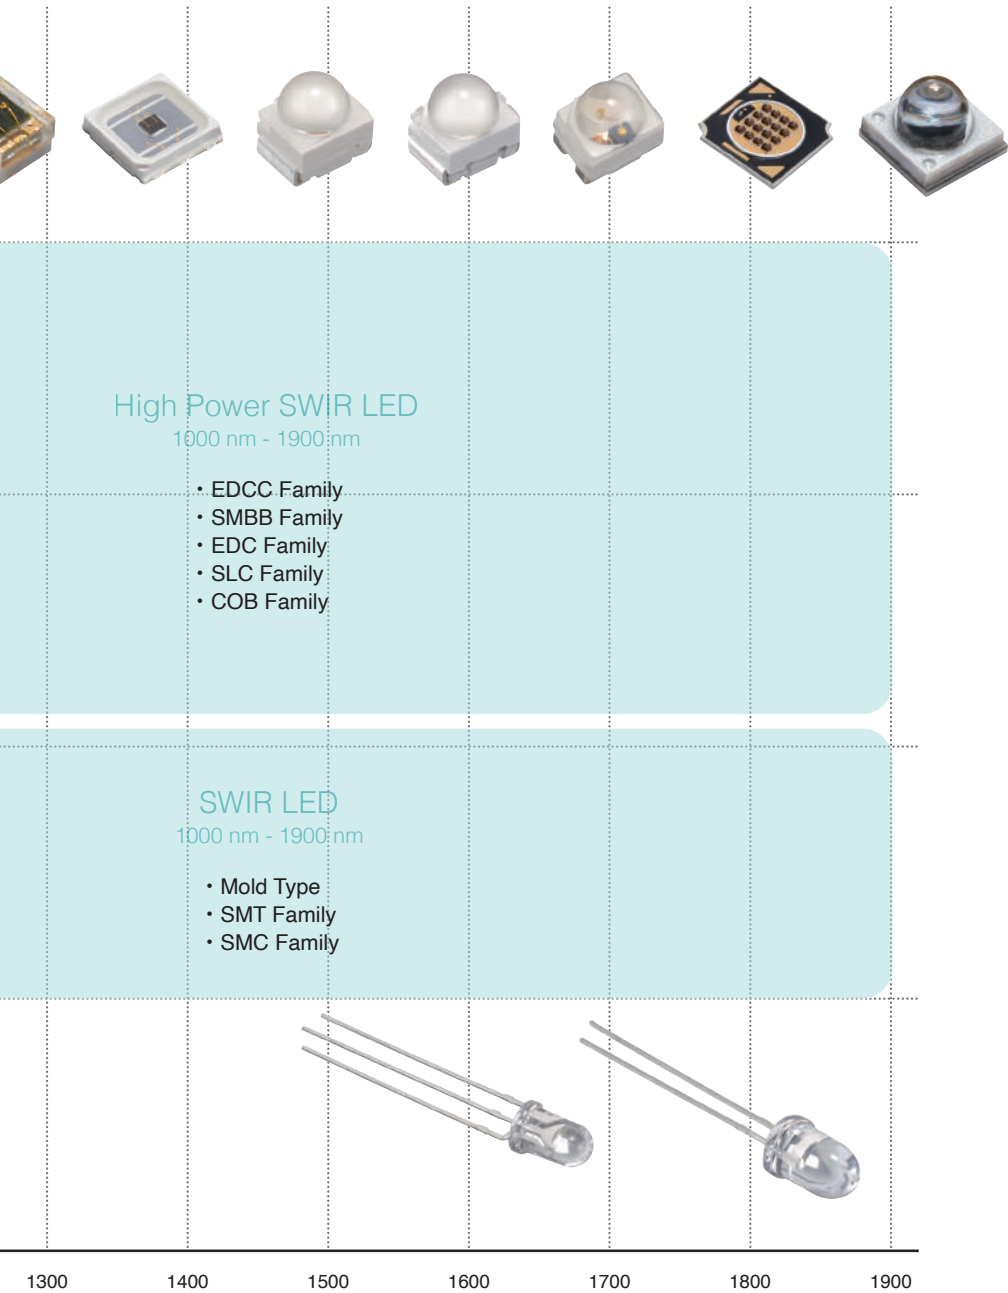 High Power SWIR LED
1000 nm - 1900 nm
・EDCC Family
・SMBB Family
・EDC Family
・SLC Family
・COB Family
SWIR LED
1000 nm - 1900 nm
・Mold Type
・SMT Family
・SMC Family
1300 1400 1500 1600 1700 1800 1900